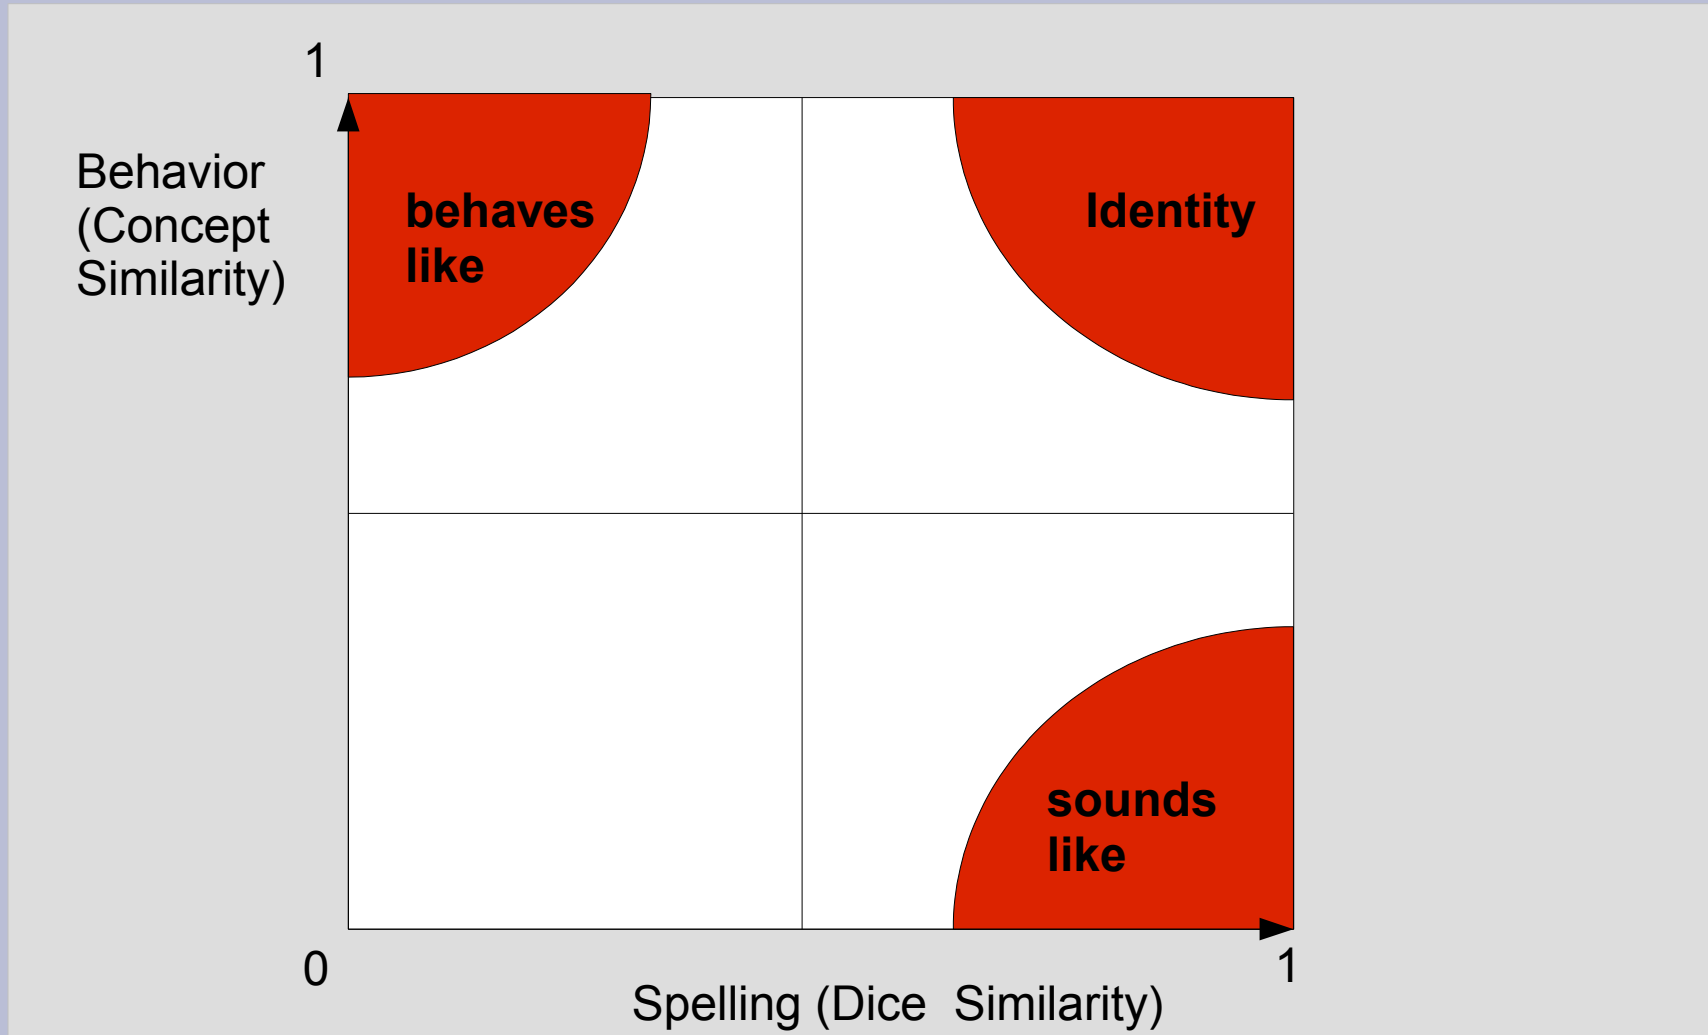 1
Behavior
(Concept
Similarity)
behaves
like
Identity
sounds
like
0
1
Spelling (Dice  Similarity)